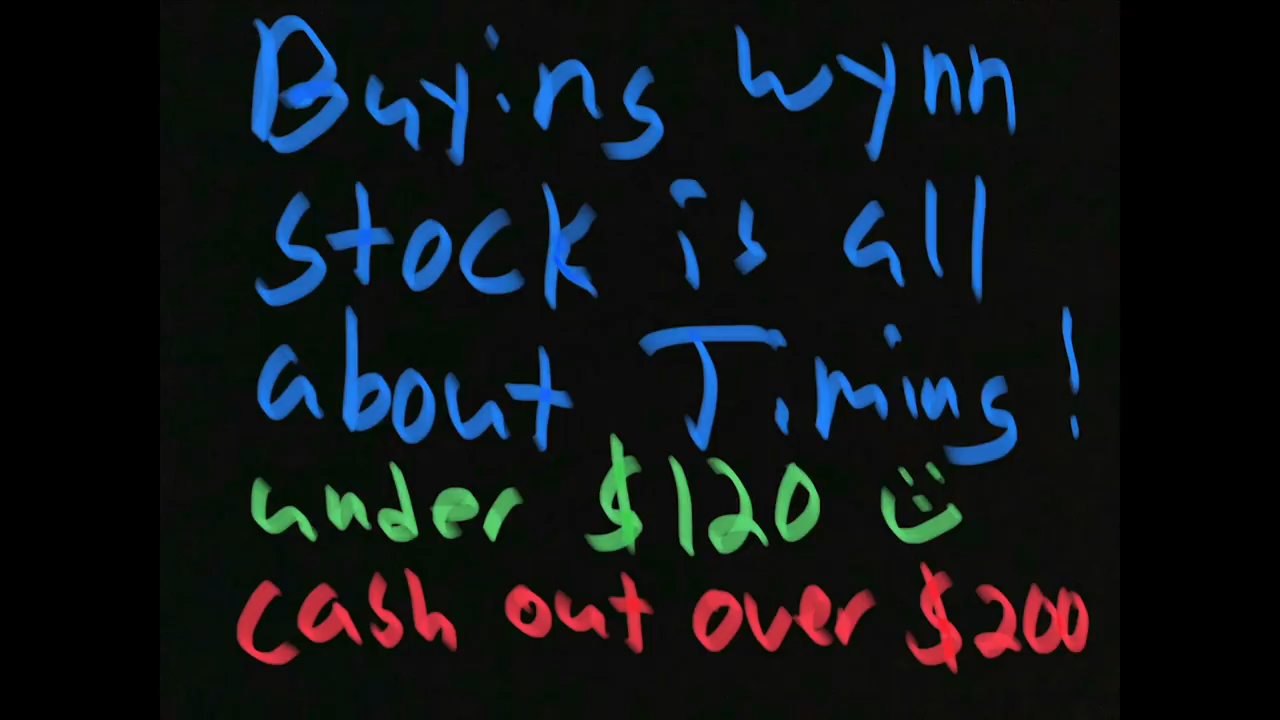 Buying wynn
stock is all
about Timing!
under $120 :)
cash out over $200